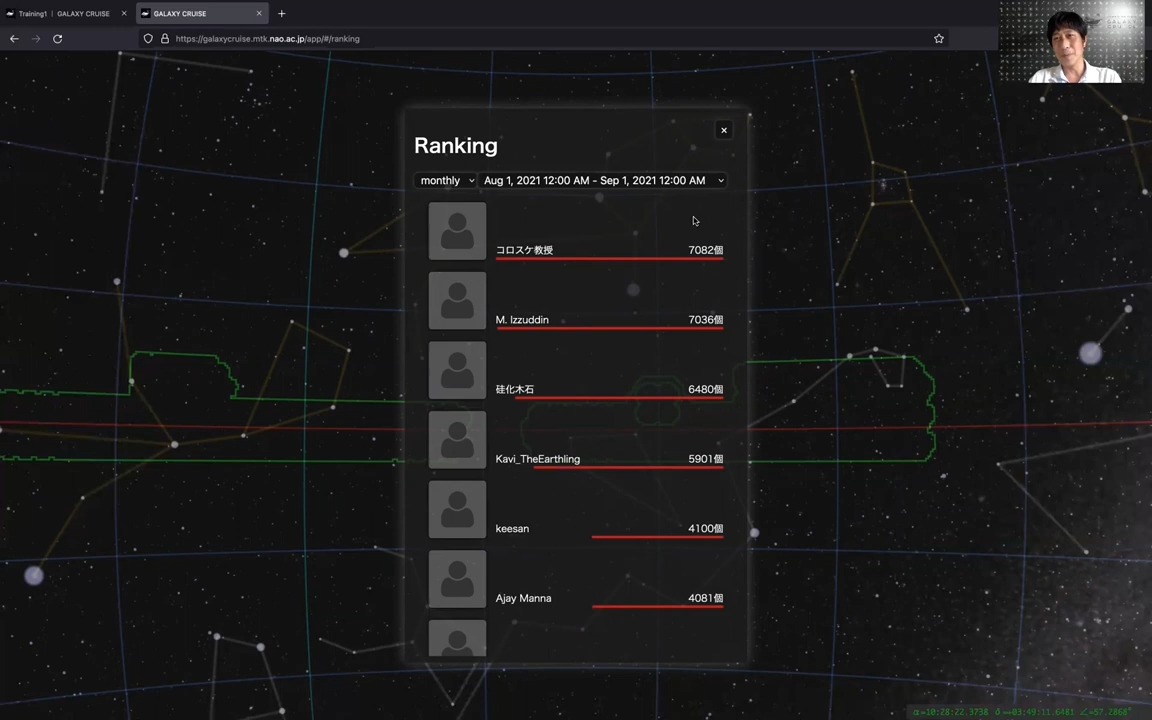 Training1 | GALAXY CRUISE
GALAXY CRUISE
https://galaxycruise.mtk.nao.ac.jp/app/#/ranking
Ranking
monthly
Aug 1, 2021 12:00 AM - Sep 1, 2021 12:00 AM
コロスケ教授 7082個
M. Izzuddin 7036個
硅化木石 6480個
Kavi_TheEarthling 5901個
keesan 4100個
Ajay Manna 4081個